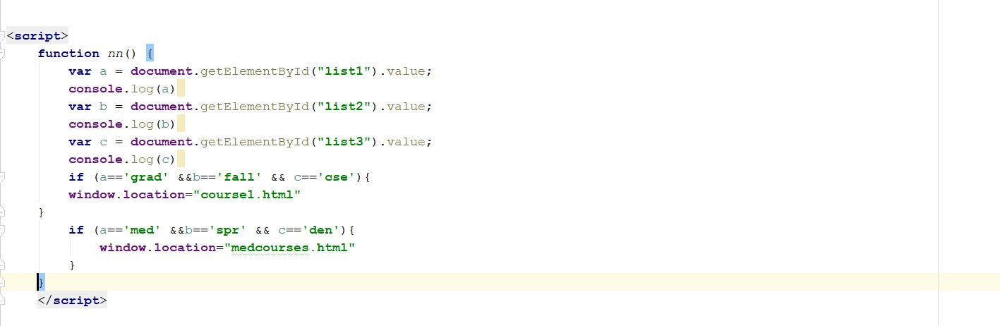 <script>
function nn() {
var a = document.getElementById("list1").value;
console.log(a)
var b = document.getElementById("list2").value;
console.log(b)
var c = document.getElementById("list3").value;
console.log(c)
if (a=='grad' &&b=='fall' && c=='cse'){
window.location="course1.html"
}
if (a=='med' &&b=='spr' && c=='den'){
window.location="medcourses.html"
}
}
</script>